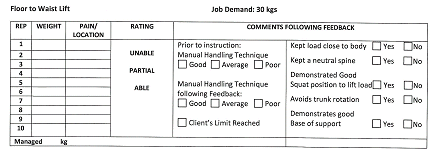 Floor to Waist Lift Job Demand: 30 kgs
REP WEIGHT PAIN/ LOCATION RATING COMMENTS FOLLOWING FEEDBACK
1
2
3
4
5
6
7
8
9
10
UNABLE
PARTIAL
ABLE
Prior to instruction:
Manual Handling Technique
Good Average Poor
Manual Handling Technique
following Feedback:
Good Average Poor
Client's Limit Reached
Kept load close to body Yes No
Kept a neutral spine Yes No
Demonstrated Good
Squat position to lift load Yes No
Avoids trunk rotation Yes No
Demonstrates good
Base of support Yes No
Managed kg